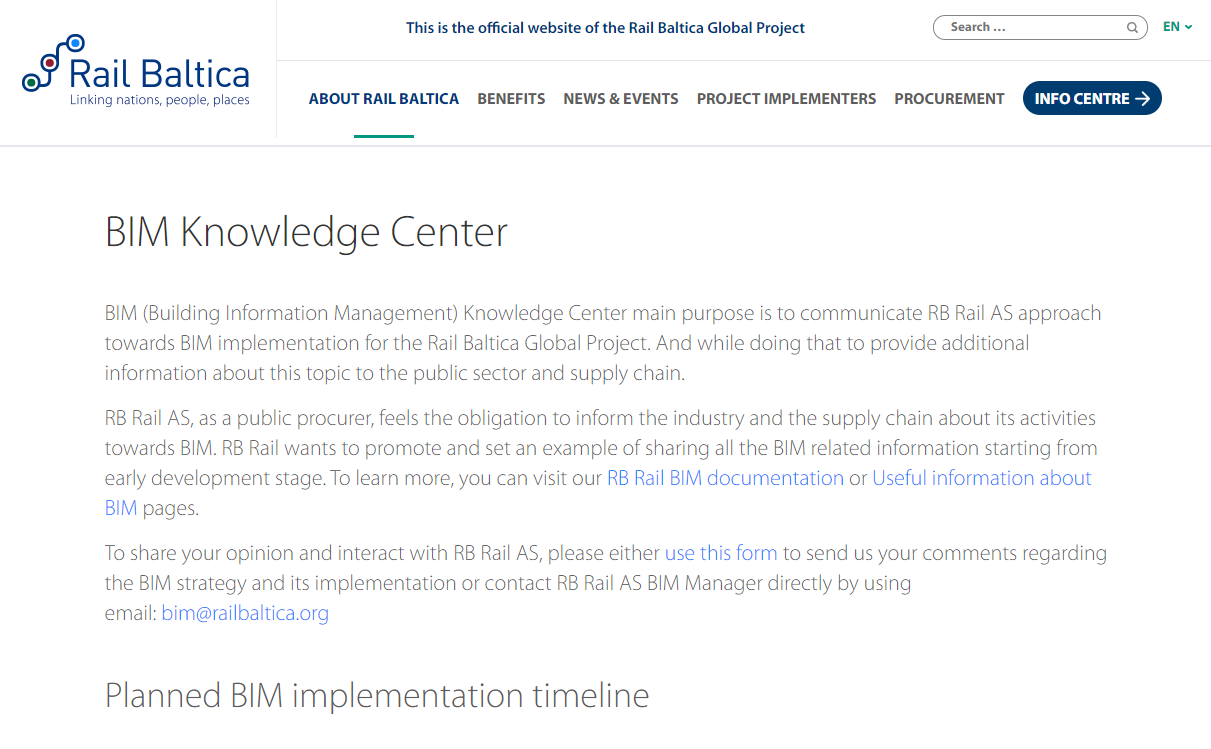 This is the official website of the Rail Baltica Global Project
Search ...
EN
Rail Baltica
Linking nations, people, places
ABOUT RAIL BALTICA BENEFITS NEWS & EVENTS PROJECT IMPLEMENTERS PROCUREMENT INFO CENTRE
BIM Knowledge Center
BIM (Building Information Management) Knowledge Center main purpose is to communicate RB Rail AS approach
towards BIM implementation for the Rail Baltica Global Project. And while doing that to provide additional
information about this topic to the public sector and supply chain.
RB Rail AS, as a public procurer, feels the obligation to inform the industry and the supply chain about its activities
towards BIM. RB Rail wants to promote and set an example of sharing all the BIM related information starting from
early development stage. To learn more, you can visit our RB Rail BIM documentation or Useful information about
BIM pages.
To share your opinion and interact with RB Rail AS, please either use this form to send us your comments regarding
the BIM strategy and its implementation or contact RB Rail AS BIM Manager directly by using
email: bim@railbaltica.org
Planned BIM implementation timeline